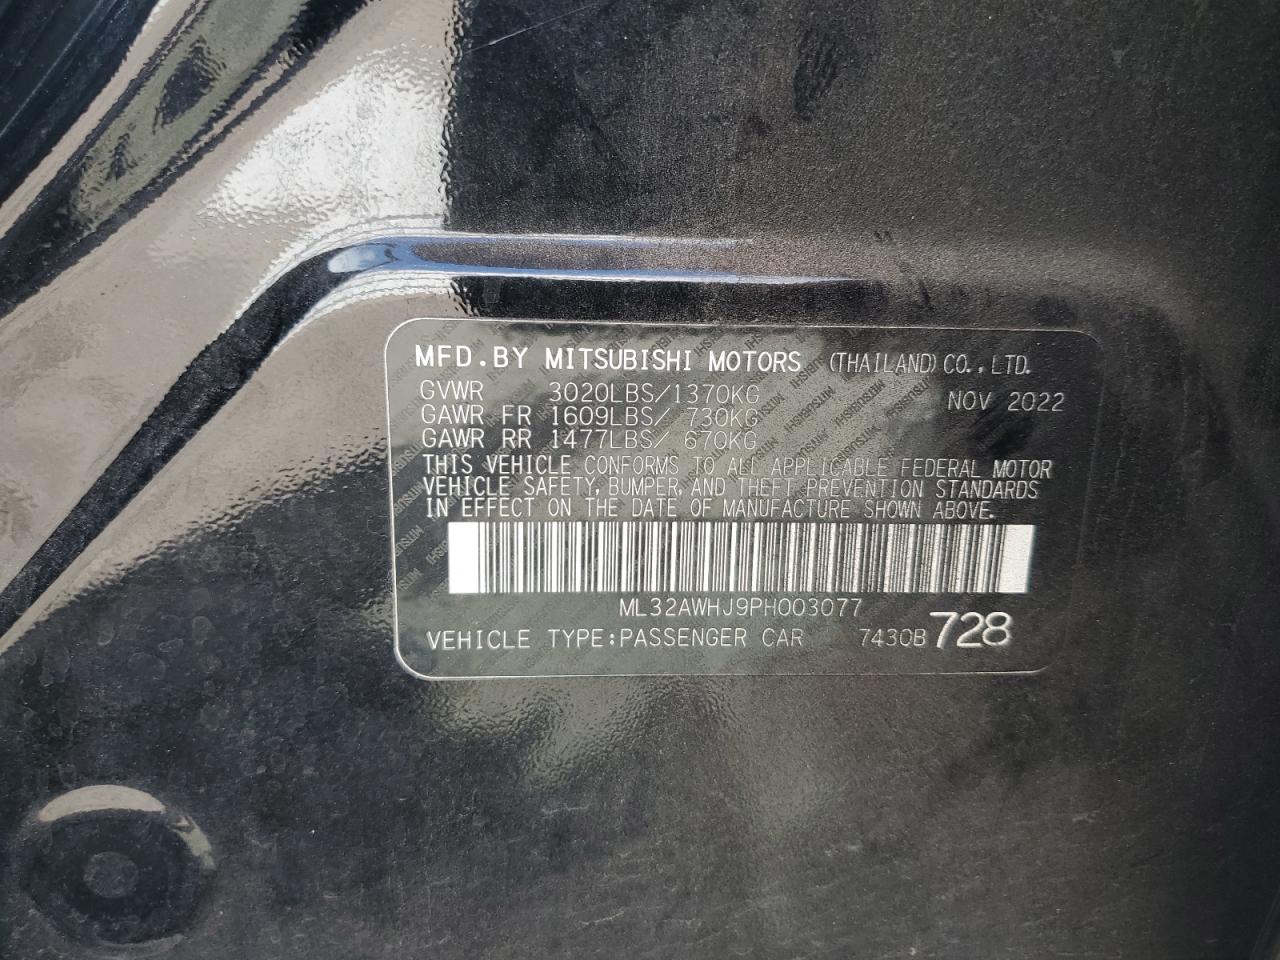 MFD. BY MITSUBISHI MOTORS (THAILAND) CO., LTD.
GVWR 3020LBS/1370KG NOV 2022
GAWR FR 1609LBS/ 730KG
GAWR RR 1477LBS/ 670KG
THIS VEHICLE CONFORMS TO ALL APPLICABLE FEDERAL MOTOR
VEHICLE SAFETY, BUMPER, AND THEFT PREVENTION STANDARDS
IN EFFECT ON THE DATE OF MANUFACTURE SHOWN ABOVE.
ML32AWHJ9PH003077
VEHICLE TYPE:PASSENGER CAR 7430B 728